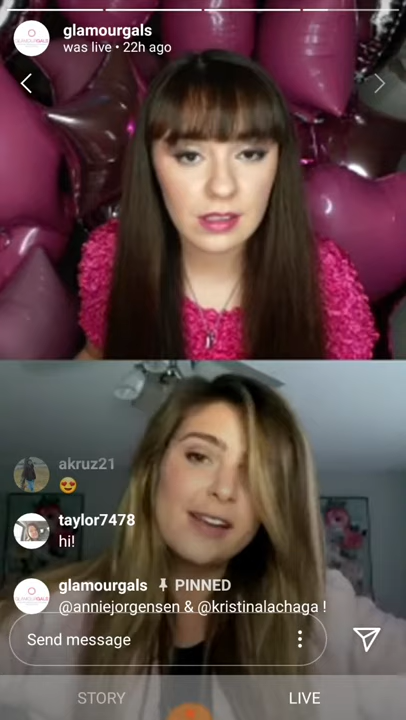 glamourgals
was live • 22h ago
akruz21
😍
taylor7478
hi!
glamourgals PINNED
@anniejorgensen & @kristinalachaga !
Send message
STORY LIVE